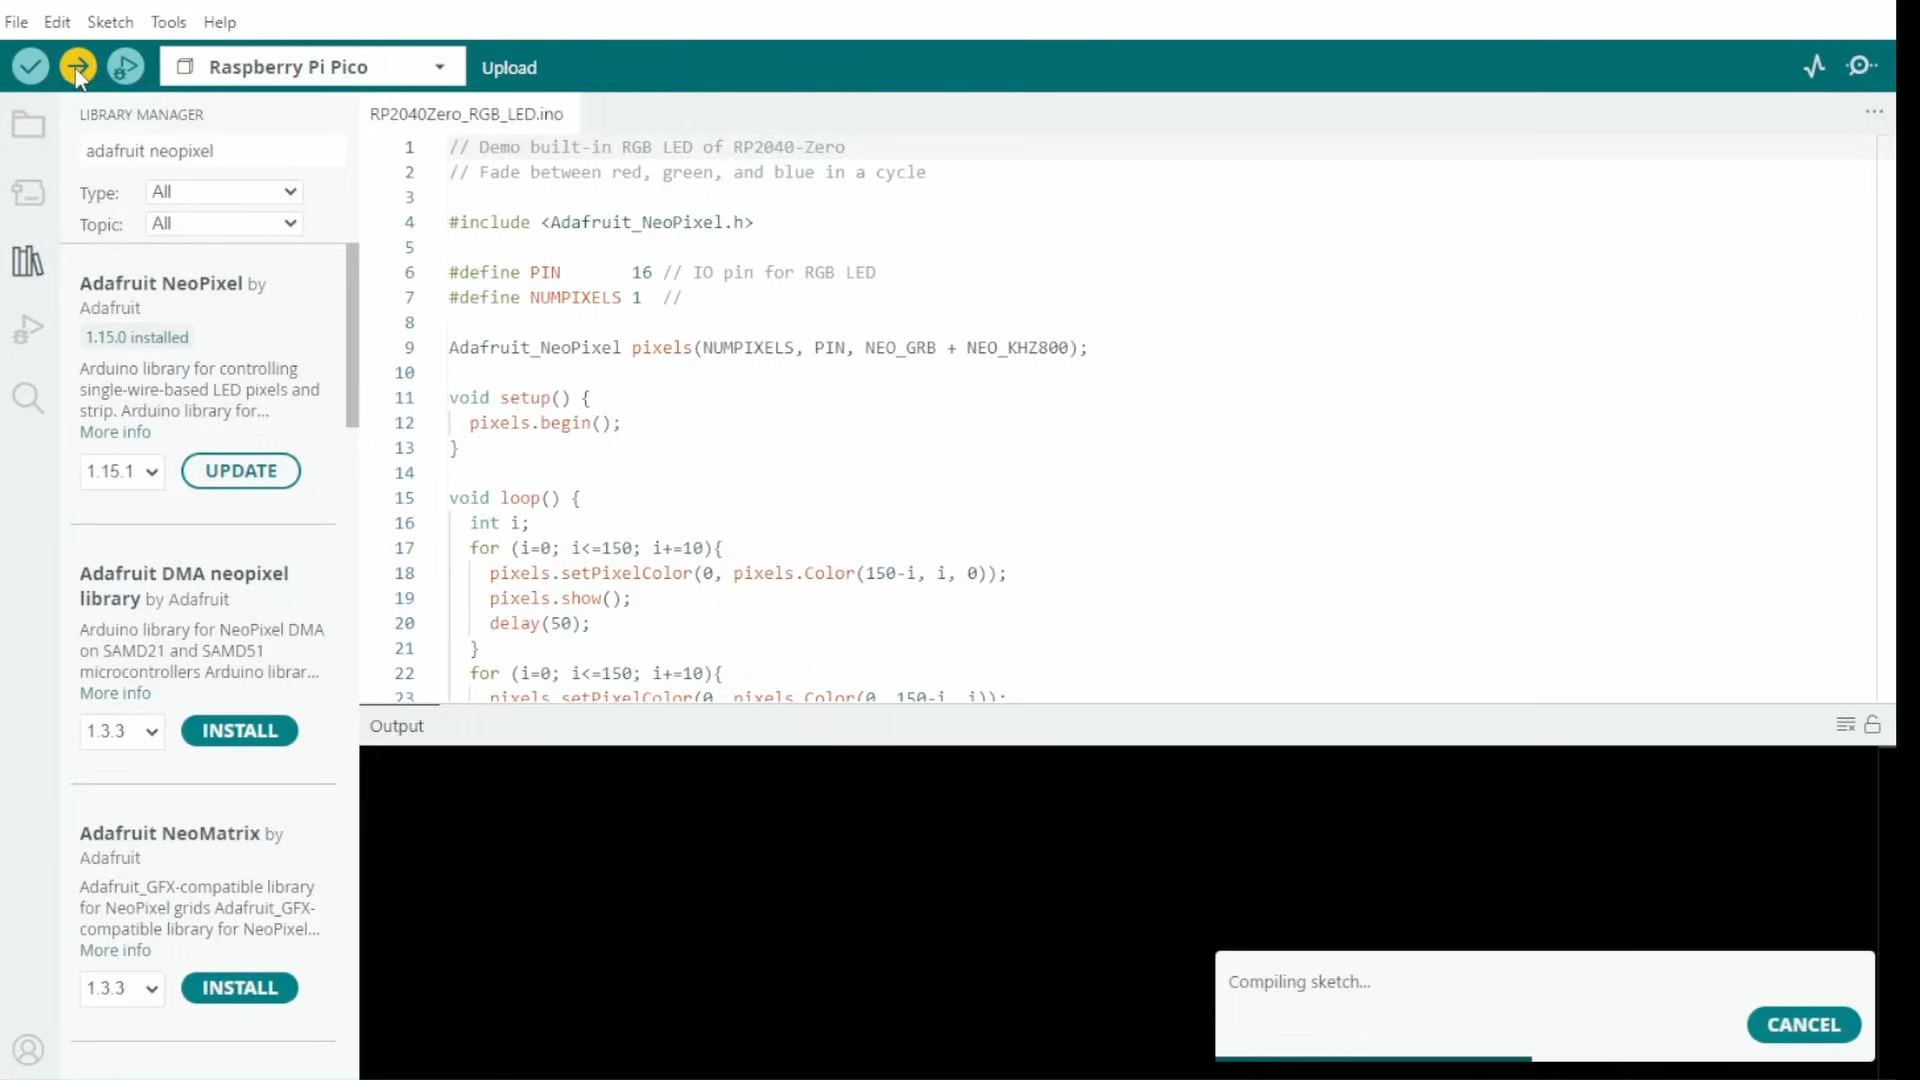 File Edit Sketch Tools Help
Raspberry Pi Pico
Upload
LIBRARY MANAGER
adafruit neopixel
Type: All
Topic: All
Adafruit NeoPixel by
Adafruit
1.15.0 installed
Arduino library for controlling
single-wire-based LED pixels and
strip. Arduino library for...
More info
1.15.1 UPDATE
Adafruit DMA neopixel
library by Adafruit
Arduino library for NeoPixel DMA
on SAMD21 and SAMD51
microcontrollers Arduino librar...
More info
1.3.3 INSTALL
Adafruit NeoMatrix by
Adafruit
Adafruit_GFX-compatible library
for NeoPixel grids Adafruit_GFX-
compatible library for NeoPixel...
More info
1.3.3 INSTALL
RP2040Zero_RGB_LED.ino
1 // Demo built-in RGB LED of RP2040-Zero
2 // Fade between red, green, and blue in a cycle
3
4 #include <Adafruit_NeoPixel.h>
5
6 #define PIN       16 // IO pin for RGB LED
7 #define NUMPIXELS 1  //
8
9 Adafruit_NeoPixel pixels(NUMPIXELS, PIN, NEO_GRB + NEO_KHZ800);
10
11 void setup() {
12   pixels.begin();
13 }
14
15 void loop() {
16   int i;
17   for (i=0; i<=150; i+=10){
18     pixels.setPixelColor(0, pixels.Color(150-i, i, 0));
19     pixels.show();
20     delay(50);
21   }
22   for (i=0; i<=150; i+=10){
23     pixels.setPixelColor(0, pixels.Color(0, 150-i, i));
Output
Compiling sketch...
CANCEL